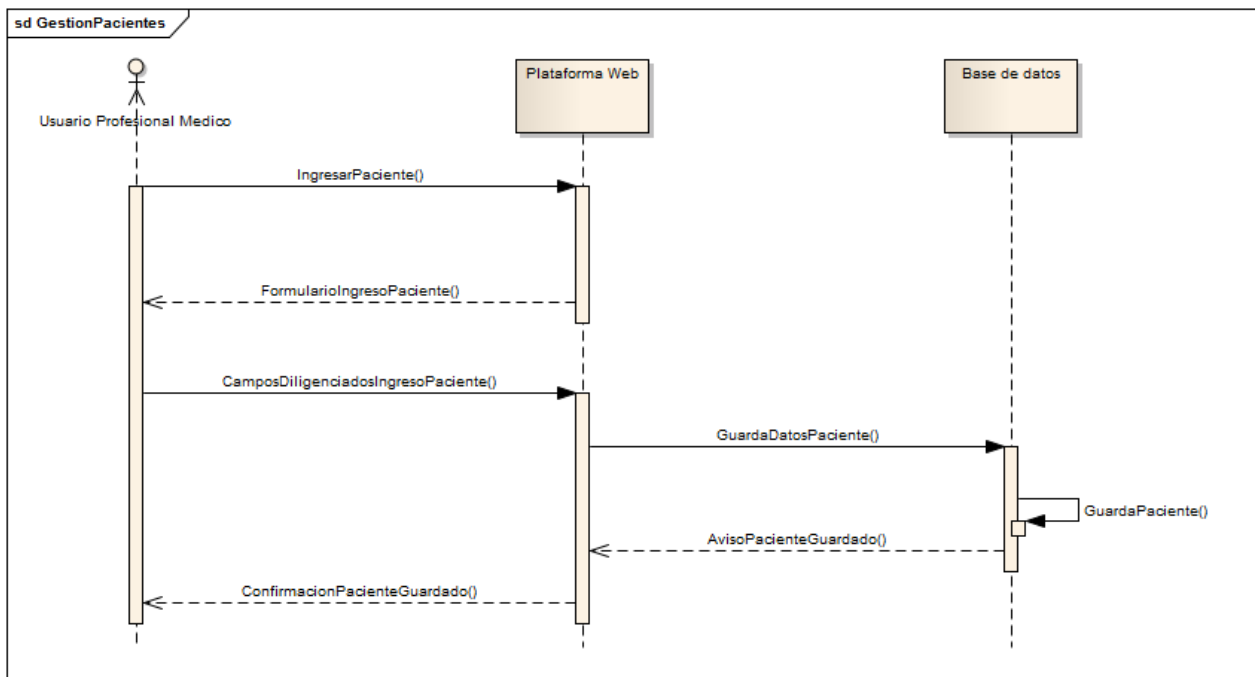 sd GestionPacientes
Usuario Profesional Medico
Plataforma Web
Base de datos
IngresarPaciente()
FormularioIngresoPaciente()
CamposDiligenciadosIngresoPaciente()
GuardaDatosPaciente()
GuardaPaciente()
AvisoPacienteGuardado()
ConfirmacionPacienteGuardado()